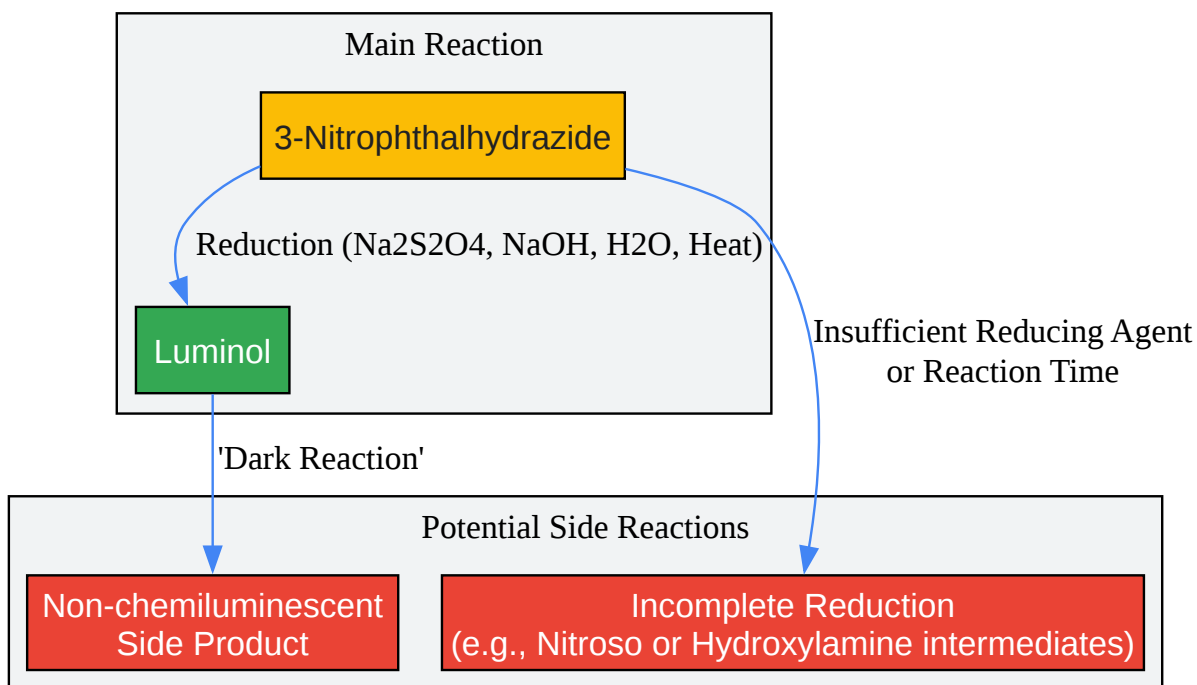 Main Reaction
3-Nitrophthalhydrazide
Reduction (Na2S2O4, NaOH, H2O, Heat)
Luminol
Insufficient Reducing Agent
or Reaction Time
'Dark Reaction'
Potential Side Reactions
Non-chemiluminescent
Side Product
Incomplete Reduction
(e.g., Nitroso or Hydroxylamine intermediates)